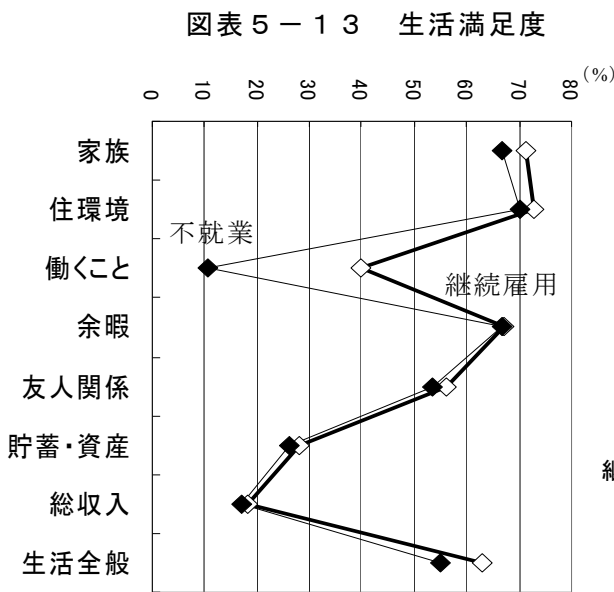 図表５－１３　生活満足度
(%)
0
10
20
30
40
50
60
70
80
家族
住環境
働くこと
余暇
友人関係
貯蓄・資産
総収入
生活全般
不就業
継続雇用